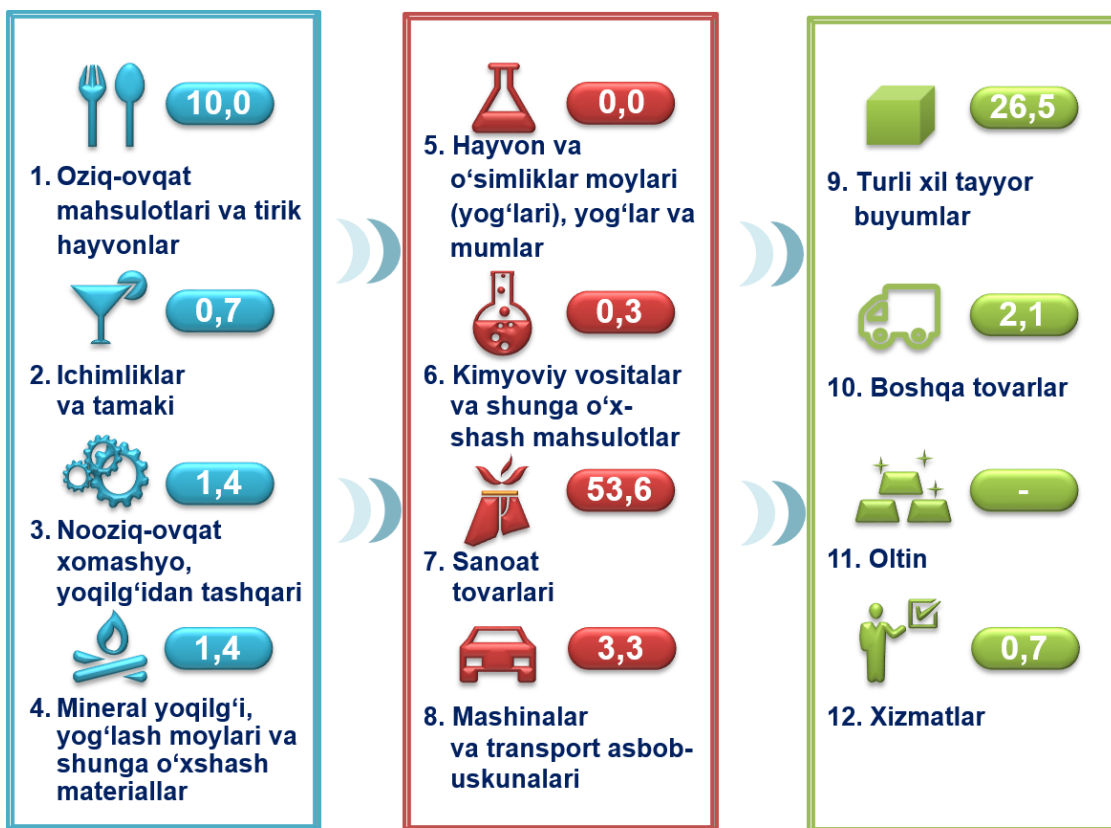 10,0
1. Oziq-ovqat
mahsulotlari va tirik
hayvonlar
0,7
2. Ichimliklar
va tamaki
1,4
3. Nooziq-ovqat
xomashyo,
yoqilg‘idan tashqari
1,4
4. Mineral yoqilg‘i,
yog‘lash moylari va
shunga o‘xshash
materiallar
0,0
5. Hayvon va
o‘simliklar moylari
(yog‘lari), yog‘lar va
mumlar
0,3
6. Kimyoviy vositalar
va shunga o‘x-
shash mahsulotlar
53,6
7. Sanoat
tovarlari
3,3
8. Mashinalar
va transport asbob-
uskunalari
26,5
9. Turli xil tayyor
buyumlar
2,1
10. Boshqa tovarlar
-
11. Oltin
0,7
12. Xizmatlar